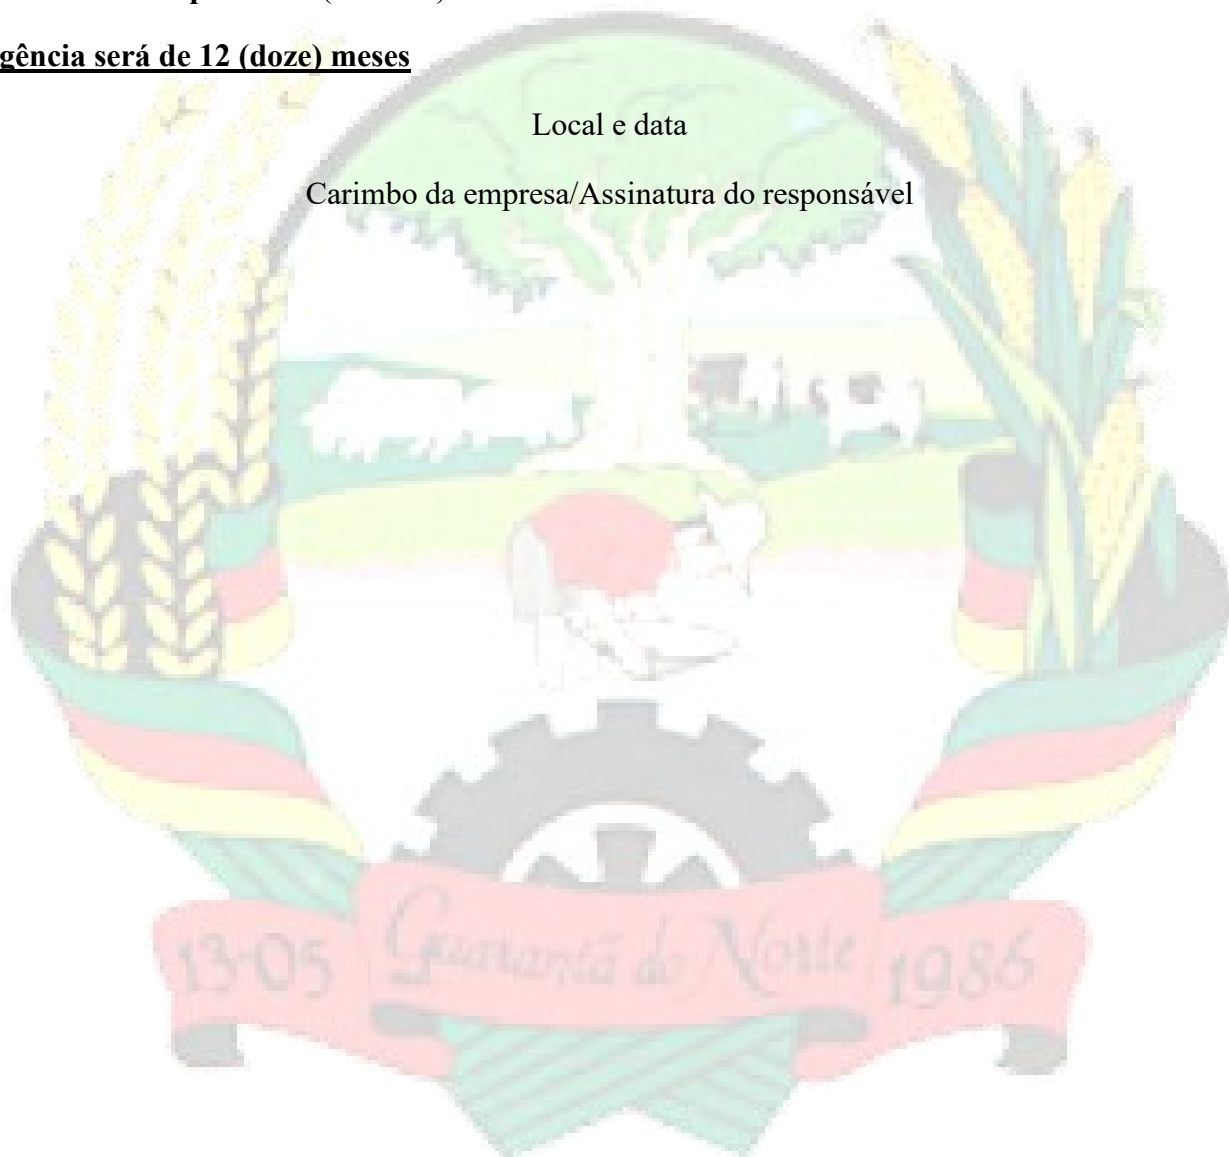 gência será de 12 (doze) meses
Local e data
Carimbo da empresa/Assinatura do responsável
13-05 Guarantã do Norte 1986